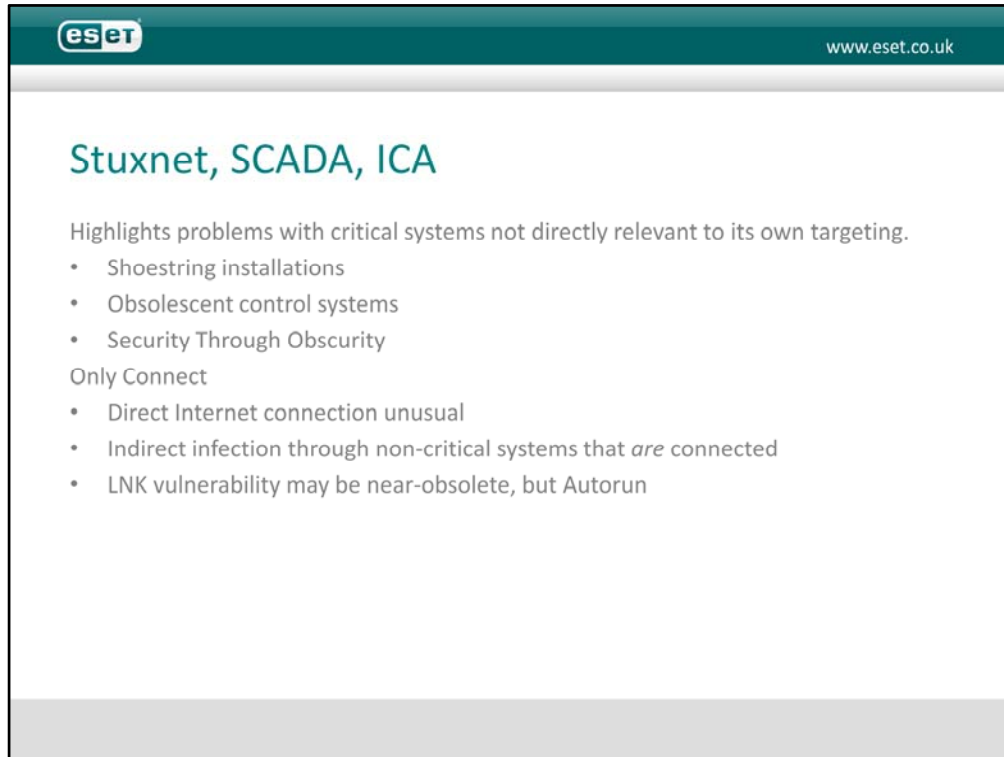 eset
www.eset.co.uk
Stuxnet, SCADA, ICA
Highlights problems with critical systems not directly relevant to its own targeting.
• Shoestring installations
• Obsolescent control systems
• Security Through Obscurity
Only Connect
• Direct Internet connection unusual
• Indirect infection through non-critical systems that are connected
• LNK vulnerability may be near-obsolete, but Autorun